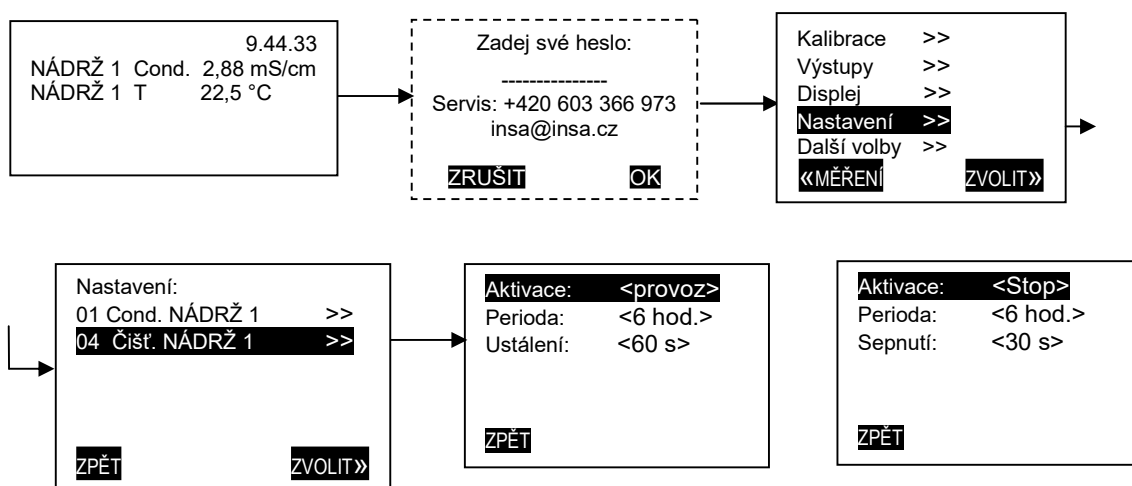 9.44.33
NÁDRŽ 1 Cond. 2,88 mS/cm
NÁDRŽ 1 T 22,5 °C
Zadej své heslo:
---------------
Servis: +420 603 366 973
insa@insa.cz
ZRUŠIT OK
Kalibrace >>
Výstupy >>
Displej >>
Nastavení >>
Další volby >>
«MĚŘENÍ ZVOLIT»
Nastavení:
01 Cond. NÁDRŽ 1 >>
04 Čišť. NÁDRŽ 1 >>
ZPĚT ZVOLIT»
Aktivace: <provoz>
Perioda: <6 hod.>
Ustálení: <60 s>
ZPĚT
Aktivace: <Stop>
Perioda: <6 hod.>
Sepnutí: <30 s>
ZPĚT